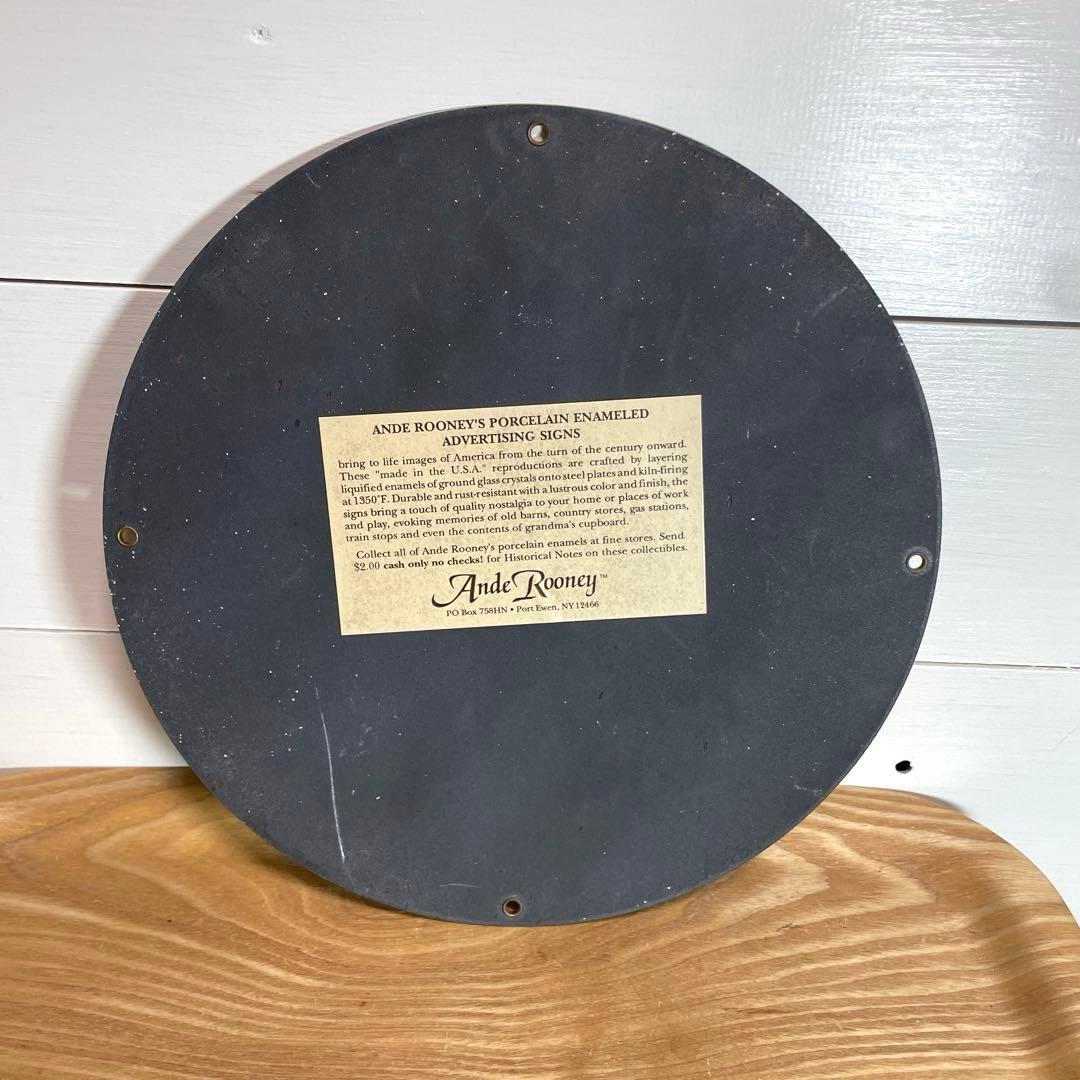 ANDE ROONEY'S PORCELAIN ENAMELED
ADVERTISING SIGNS
bring to life images of America from the turn of the century onward.
These "made in the U.S.A." reproductions are crafted by layering
liquified enamels of ground glass crystals onto steel plates and kiln-firing
at 1350°F. Durable and rust-resistant with a lustrous color and finish, the
signs bring a touch of quality nostalgia to your home or places of work
and play, evoking memories of old barns, country stores, gas stations,
train stops and even the contents of grandma's cupboard.
Collect all of Ande Rooney's porcelain enamels at fine stores. Send
$2.00 cash only no checks! for Historical Notes on these collectibles.
Ande Rooney™
PO Box 758HN • Port Ewen, NY 12466